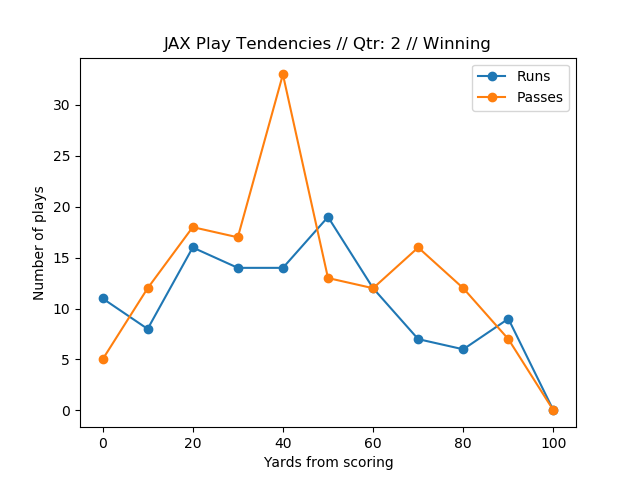 JAX Play Tendencies // Qtr: 2 // Winning
Runs
Passes
Number of plays
30
25
20
15
10
5
0
0 20 40 60 80 100
Yards from scoring